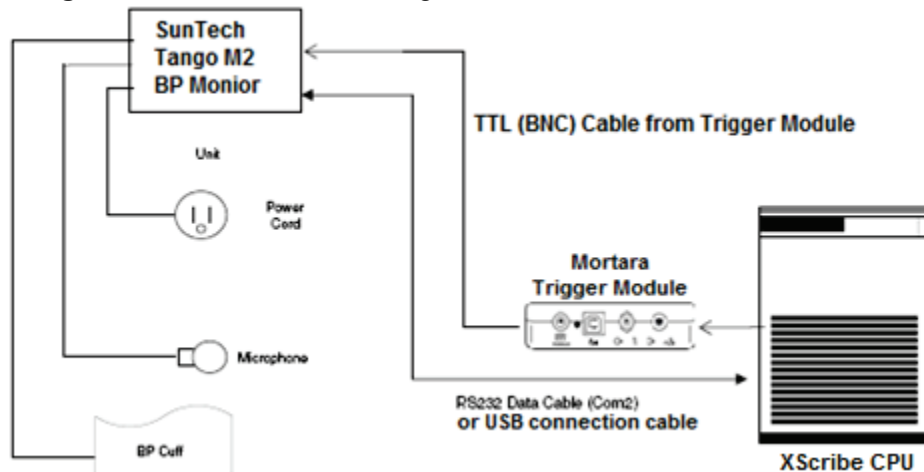 SunTech
Tango M2
BP Monior
TTL (BNC) Cable from Trigger Module
Unit
Power
Cord
Mortara
Trigger Module
Microphone
RS232 Data Cable (Com2)
or USB connection cable
BP Cuff
XScribe CPU